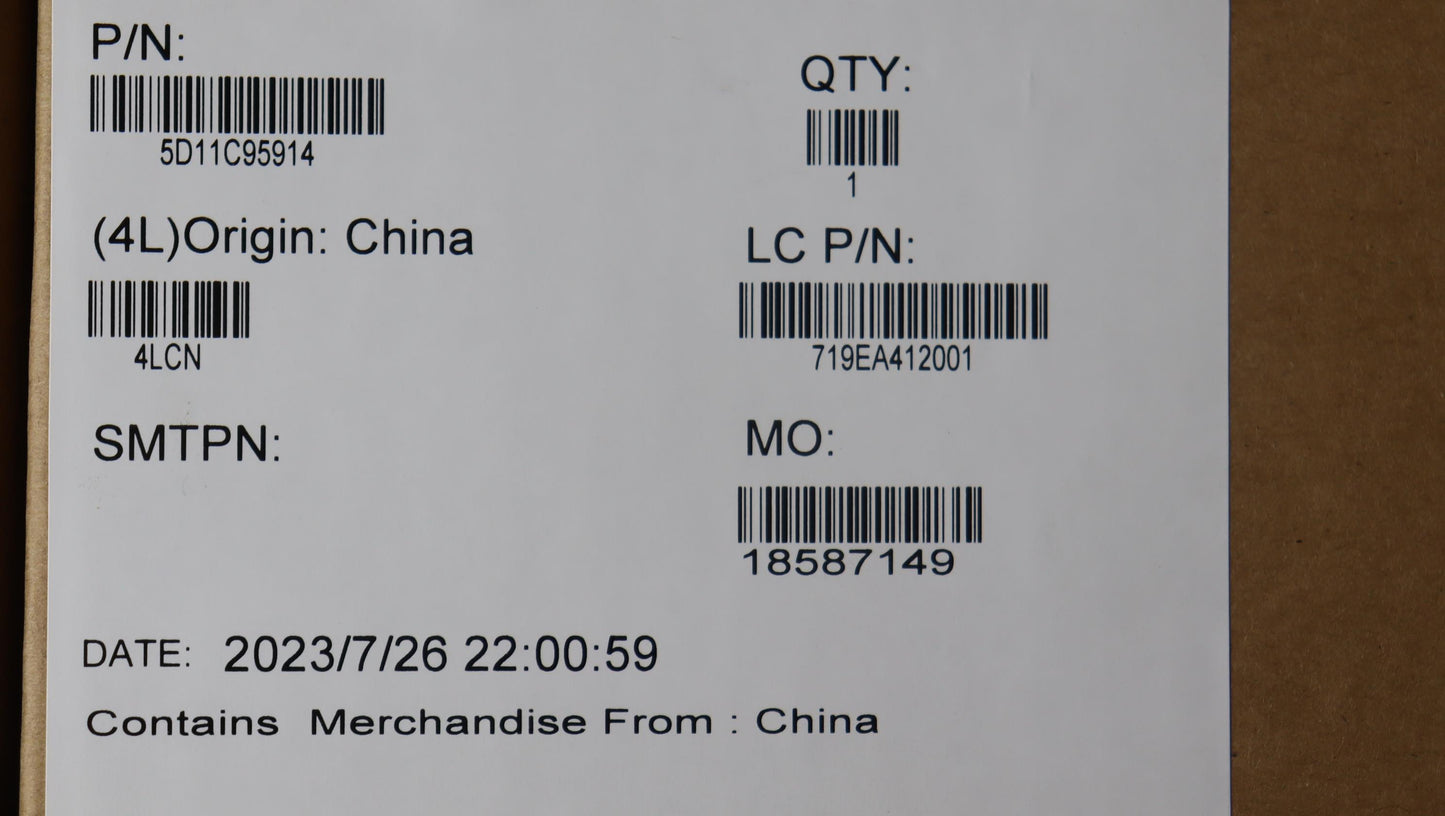 P/N:
5D11C95914
QTY:
1
(4L)Origin: China
4LCN
LC P/N:
719EA412001
SMTPN:
MO:
18587149
DATE: 2023/7/26 22:00:59
Contains Merchandise From : China